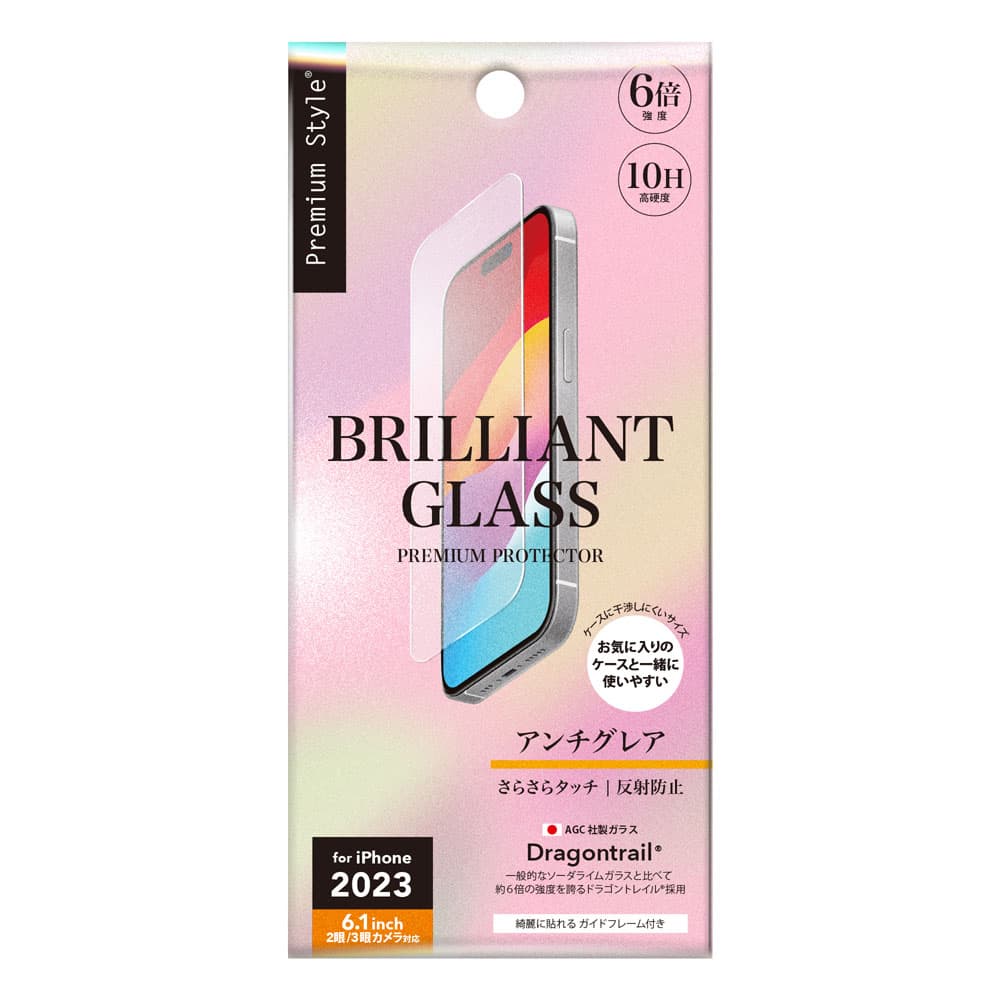 Premium Style®
6倍
強度
10H
高硬度
BRILLIANT
GLASS
PREMIUM PROTECTOR
ケースに干渉しにくいサイズ
お気に入りの
ケースと一緒に
使いやすい
アンチグレア
さらさらタッチ | 反射防止
AGC 社製ガラス
Dragontrail®
一般的なソーダライムガラスと比べて
約6倍の強度を誇るドラゴントレイル®採用
綺麗に貼れる ガイドフレーム付き
for iPhone
2023
6.1inch
2眼/3眼カメラ対応